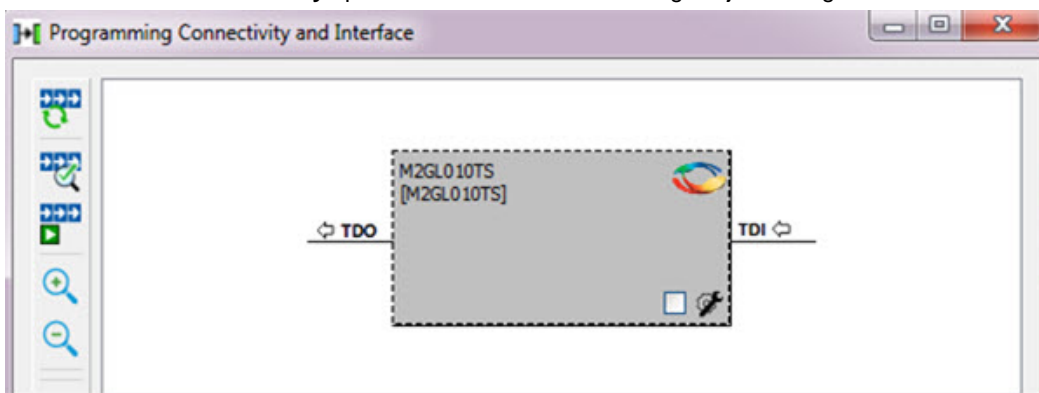 Programming Connectivity and Interface
M2GL010TS
[M2GL010TS]
TDO
TDI